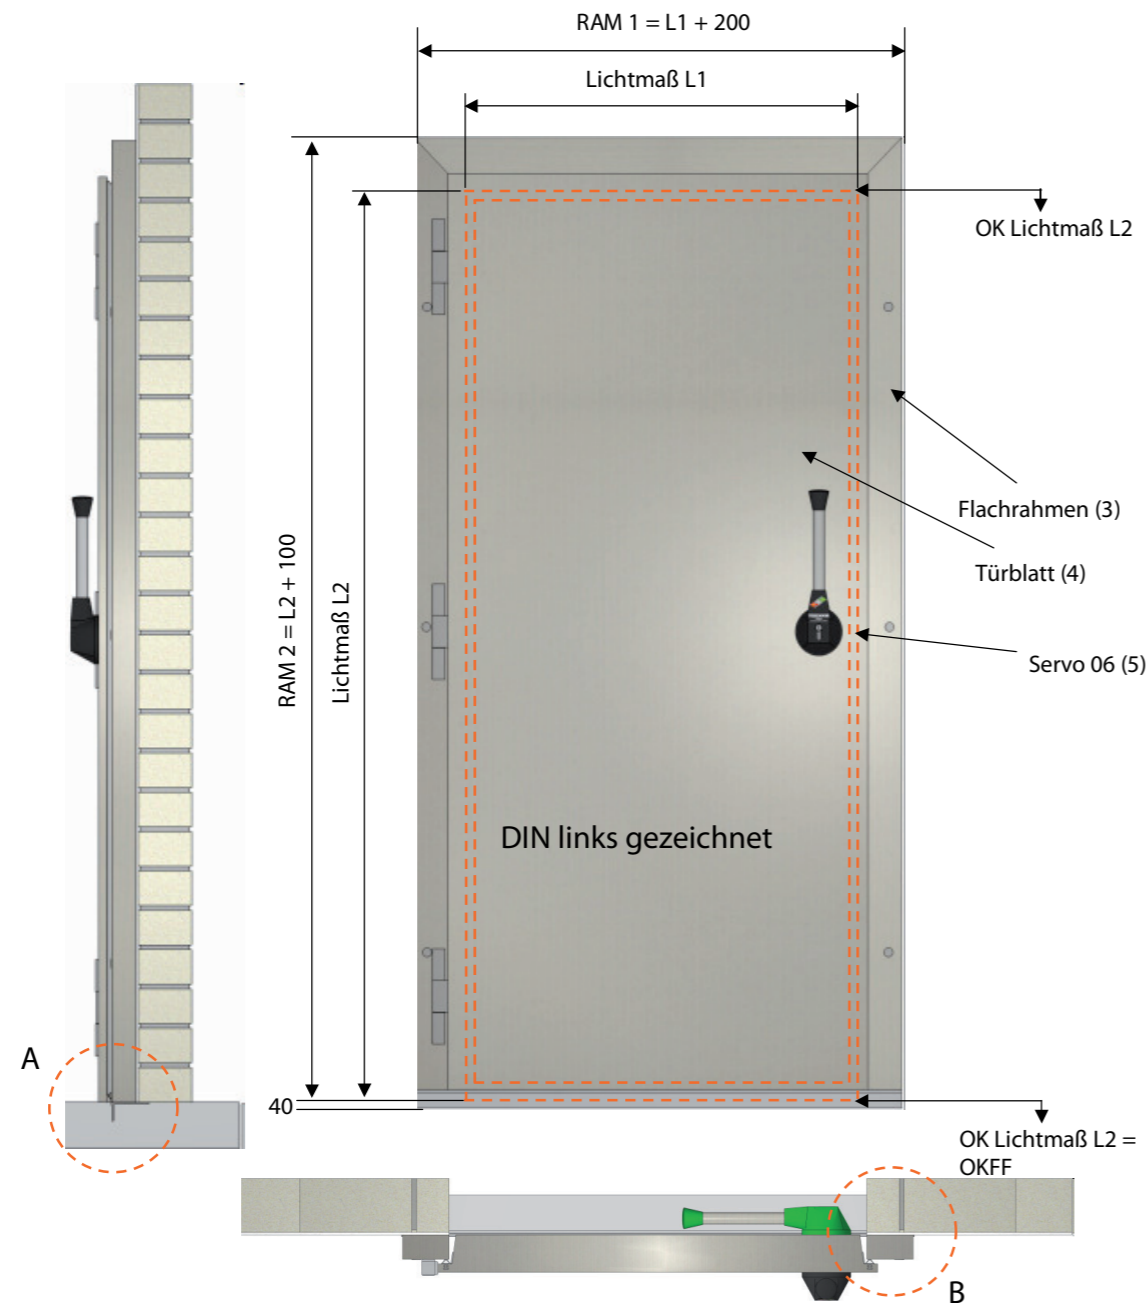 RAM 1 = L1 + 200
Lichtmaß L1
OK Lichtmaß L2
RAM 2 = L2 + 100
Lichtmaß L2
Flachrahmen (3)
Türblatt (4)
Servo 06 (5)
DIN links gezeichnet
A
40
OK Lichtmaß L2 =
OKFF
B